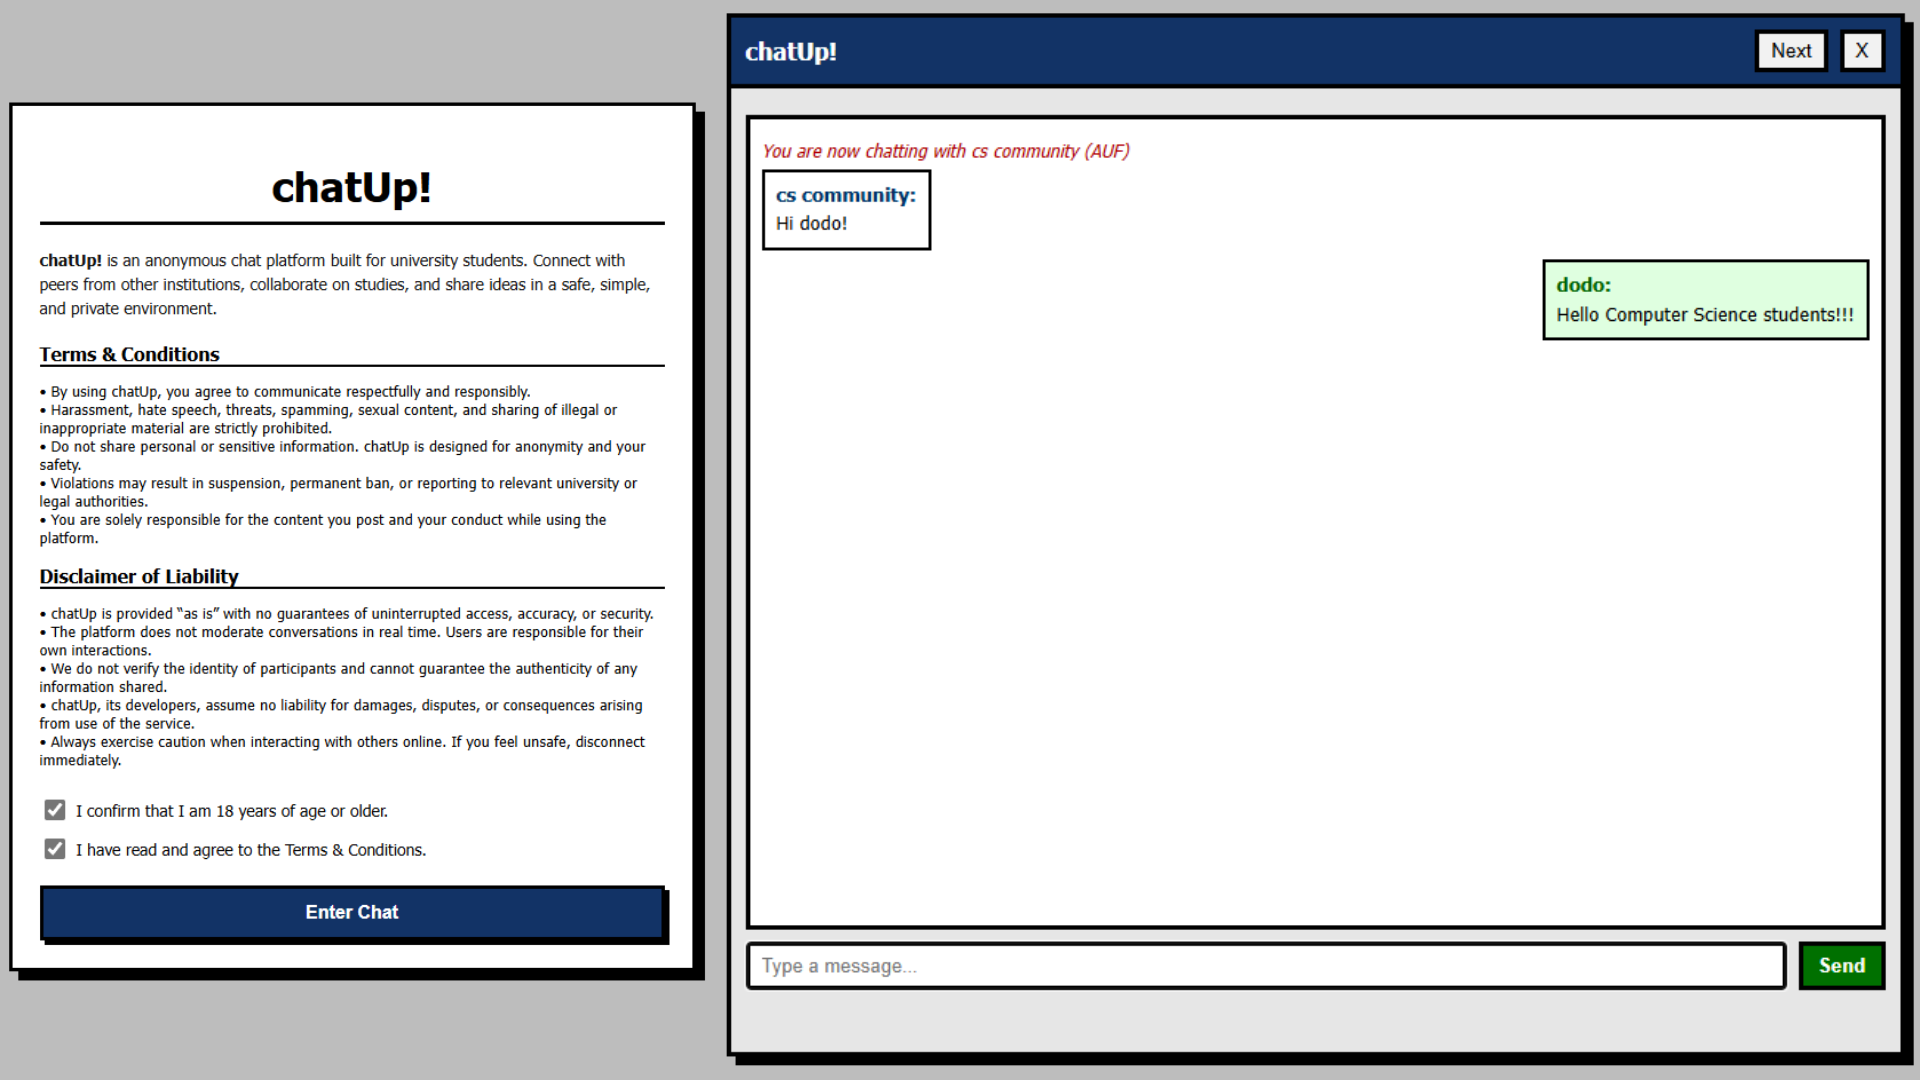 chatUp!
chatUp! is an anonymous chat platform built for university students. Connect with
peers from other institutions, collaborate on studies, and share ideas in a safe, simple,
and private environment.
Terms & Conditions
• By using chatUp, you agree to communicate respectfully and responsibly.
• Harassment, hate speech, threats, spamming, sexual content, and sharing of illegal or
inappropriate material are strictly prohibited.
• Do not share personal or sensitive information. chatUp is designed for anonymity and your
safety.
• Violations may result in suspension, permanent ban, or reporting to relevant university or
legal authorities.
• You are solely responsible for the content you post and your conduct while using the
platform.
Disclaimer of Liability
• chatUp is provided “as is” with no guarantees of uninterrupted access, accuracy, or security.
• The platform does not moderate conversations in real time. Users are responsible for their
own interactions.
• We do not verify the identity of participants and cannot guarantee the authenticity of any
information shared.
• chatUp, its developers, assume no liability for damages, disputes, or consequences arising
from use of the service.
• Always exercise caution when interacting with others online. If you feel unsafe, disconnect
immediately.
I confirm that I am 18 years of age or older.
I have read and agree to the Terms & Conditions.
Enter Chat
chatUp!
Next
X
You are now chatting with cs community (AUF)
cs community:
Hi dodo!
dodo:
Hello Computer Science students!!!
Type a message...
Send